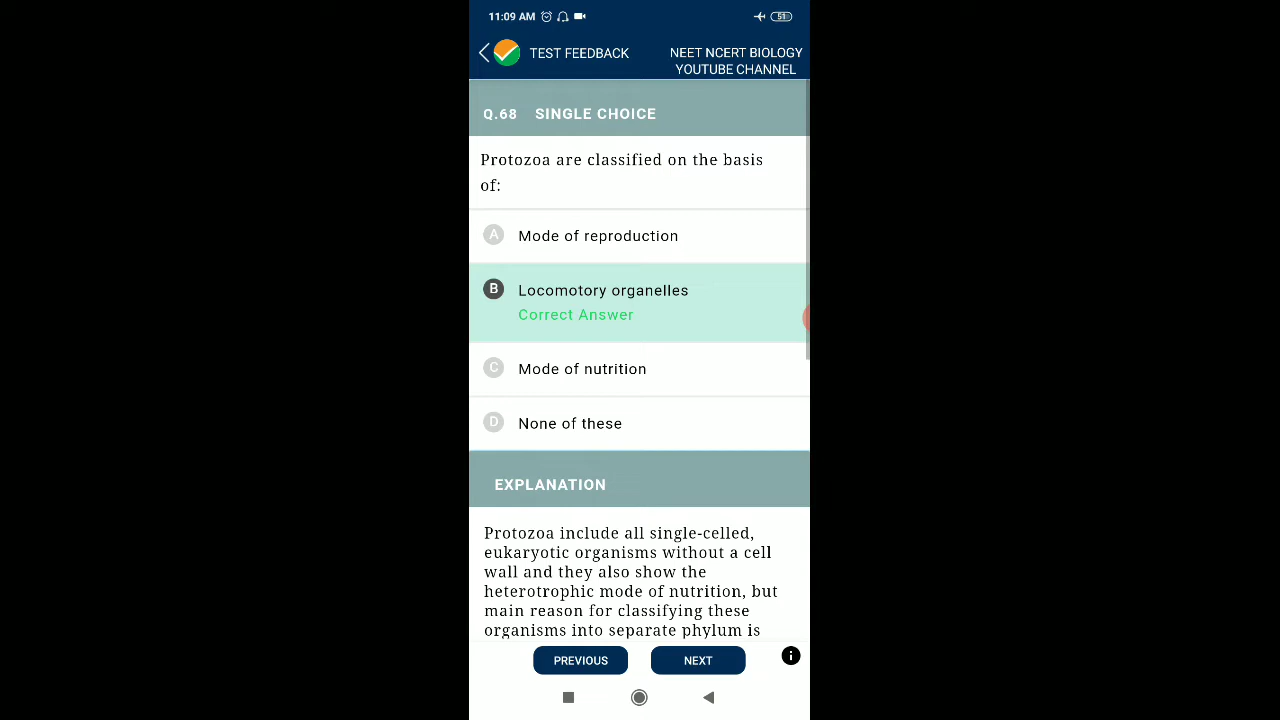 11:09 AM
51
TEST FEEDBACK
NEET NCERT BIOLOGY
YOUTUBE CHANNEL
Q.68 SINGLE CHOICE
Protozoa are classified on the basis
of:
A Mode of reproduction
B Locomotory organelles
Correct Answer
C Mode of nutrition
D None of these
EXPLANATION
Protozoa include all single-celled,
eukaryotic organisms without a cell
wall and they also show the
heterotrophic mode of nutrition, but
main reason for classifying these
organisms into separate phylum is
PREVIOUS NEXT